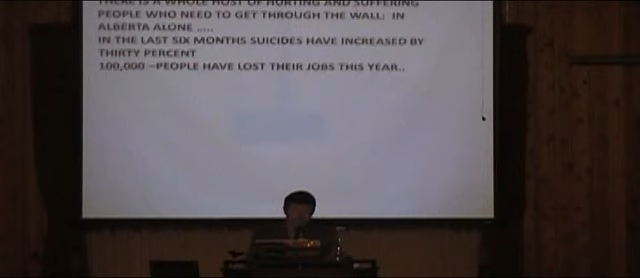 THERE IS A WHOLE HOST OF HURTING AND SUFFERING
PEOPLE WHO NEED TO GET THROUGH THE WALL: IN
ALBERTA ALONE .....
IN THE LAST SIX MONTHS SUICIDES HAVE INCREASED BY
THIRTY PERCENT
100,000 –PEOPLE HAVE LOST THEIR JOBS THIS YEAR..